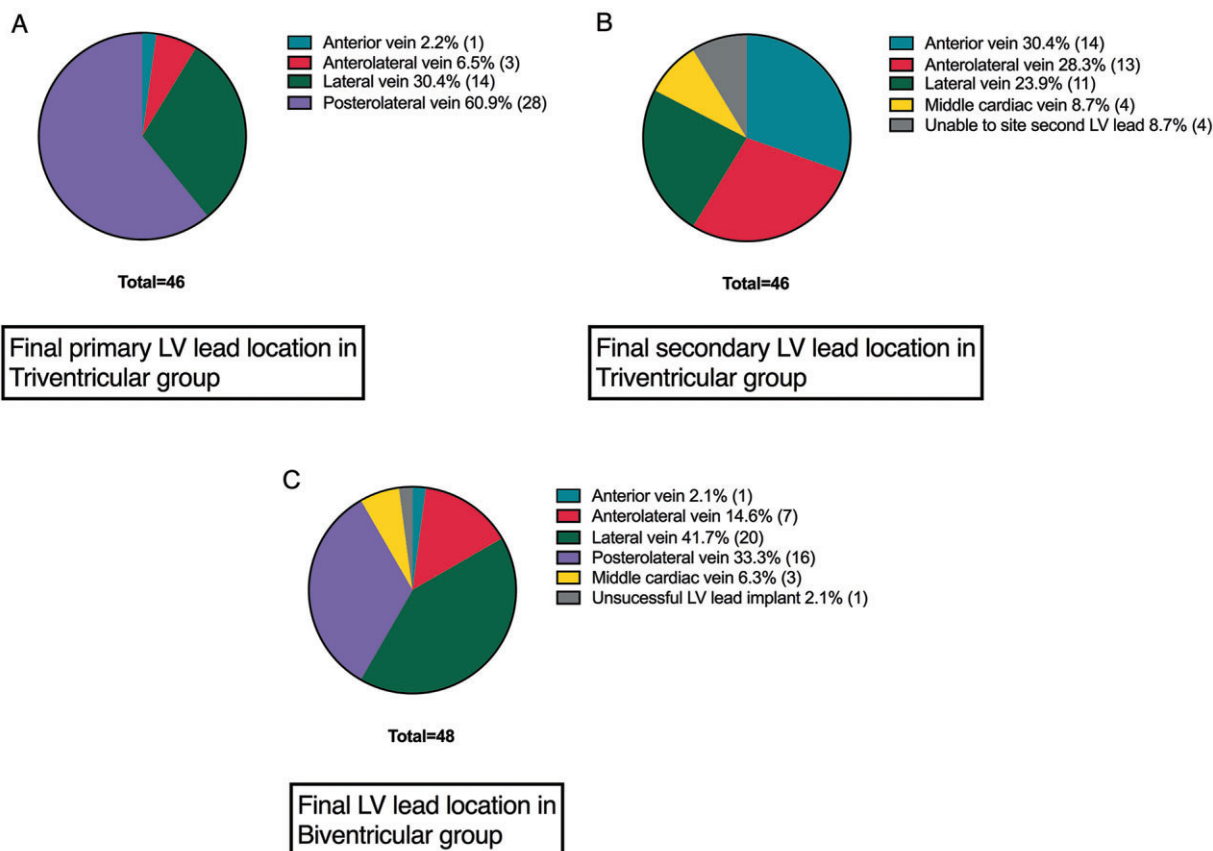 A
Anterior vein 2.2% (1)
Anterolateral vein 6.5% (3)
Lateral vein 30.4% (14)
Posterolateral vein 60.9% (28)
Total=46
Final primary LV lead location in
Triventricular group
B
Anterior vein 30.4% (14)
Anterolateral vein 28.3% (13)
Lateral vein 23.9% (11)
Middle cardiac vein 8.7% (4)
Unable to site second LV lead 8.7% (4)
Total=46
Final secondary LV lead location in
Triventricular group
C
Anterior vein 2.1% (1)
Anterolateral vein 14.6% (7)
Lateral vein 41.7% (20)
Posterolateral vein 33.3% (16)
Middle cardiac vein 6.3% (3)
Unsucessful LV lead implant 2.1% (1)
Total=48
Final LV lead location in
Biventricular group